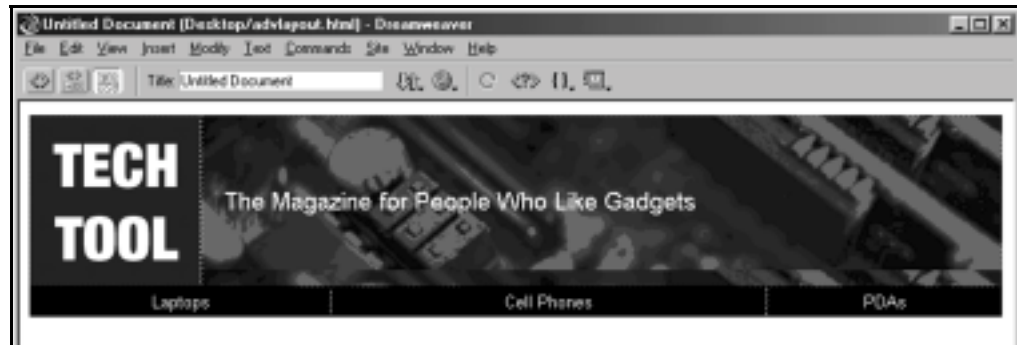 Untitled Document (Desktop/advlayout.html) - Dreamweaver
File Edit View Insert Modify Text Commands Site Window Help
Title: Untitled Document
TECH
TOOL
The Magazine for People Who Like Gadgets
Laptops Cell Phones PDAs